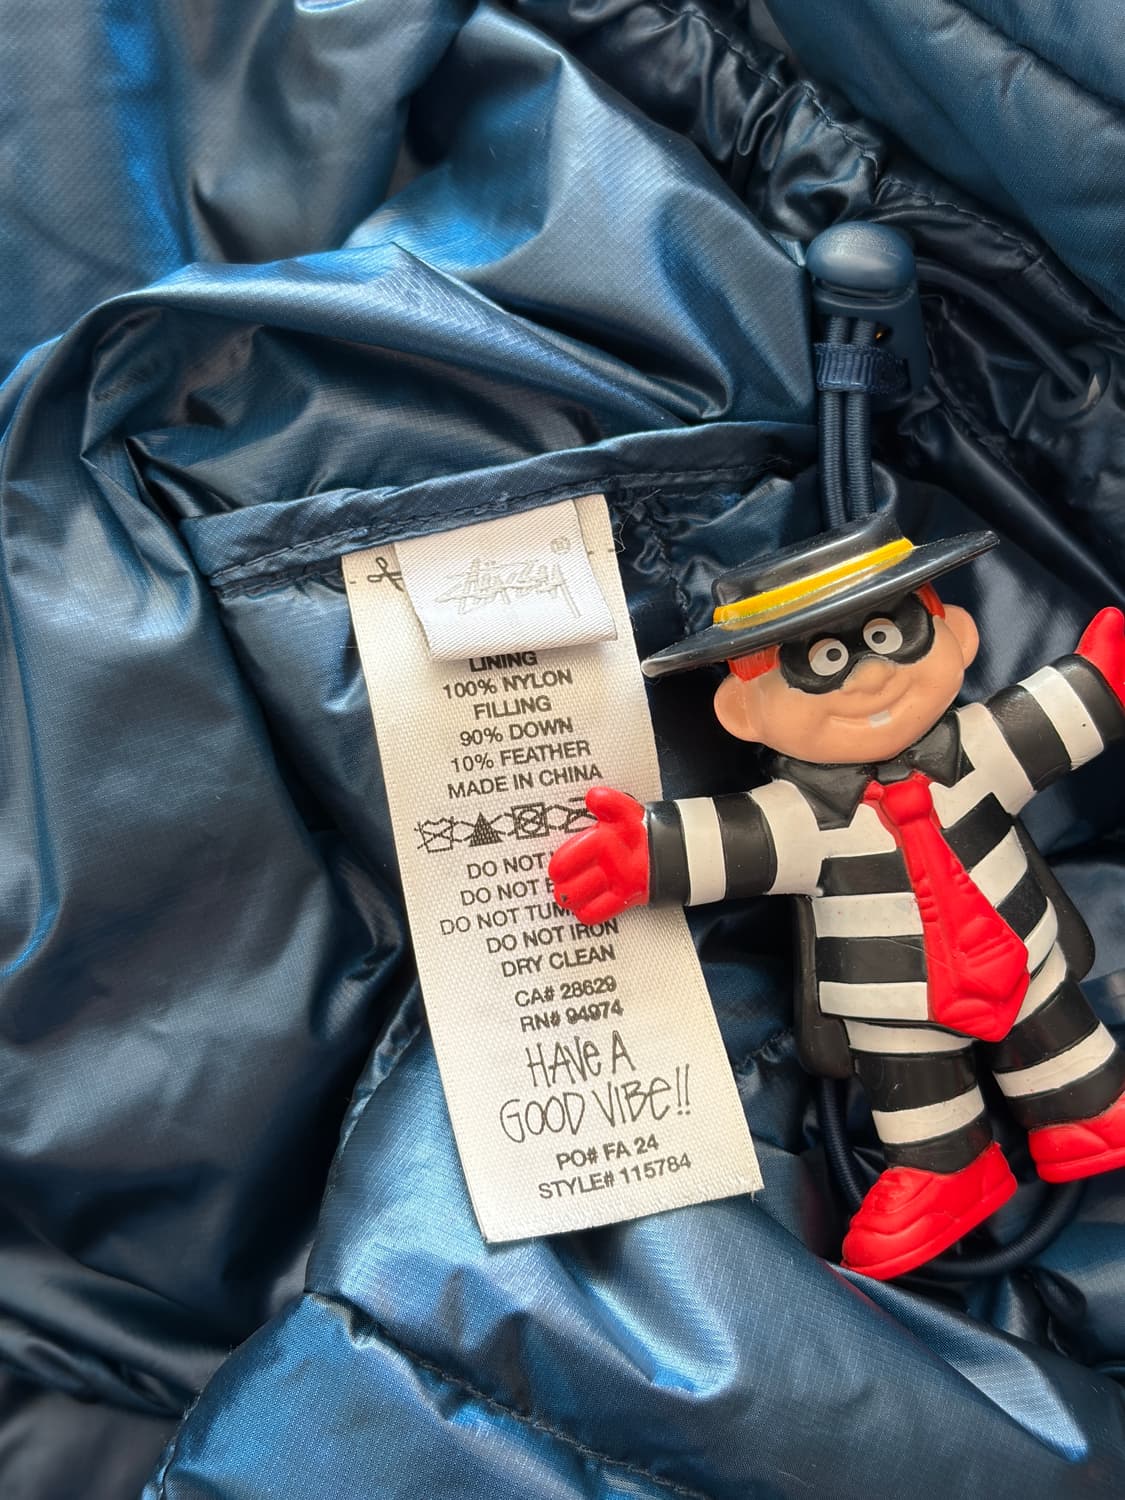 Stüssy
®
LINING
100% NYLON
FILLING
90% DOWN
10% FEATHER
MADE IN CHINA
DO NOT
DO NOT
DO NOT TUM
DO NOT IRON
DRY CLEAN
CA# 28629
RN# 94974
HAVE A
GOOD VIBE!!
PO# FA 24
STYLE# 115784